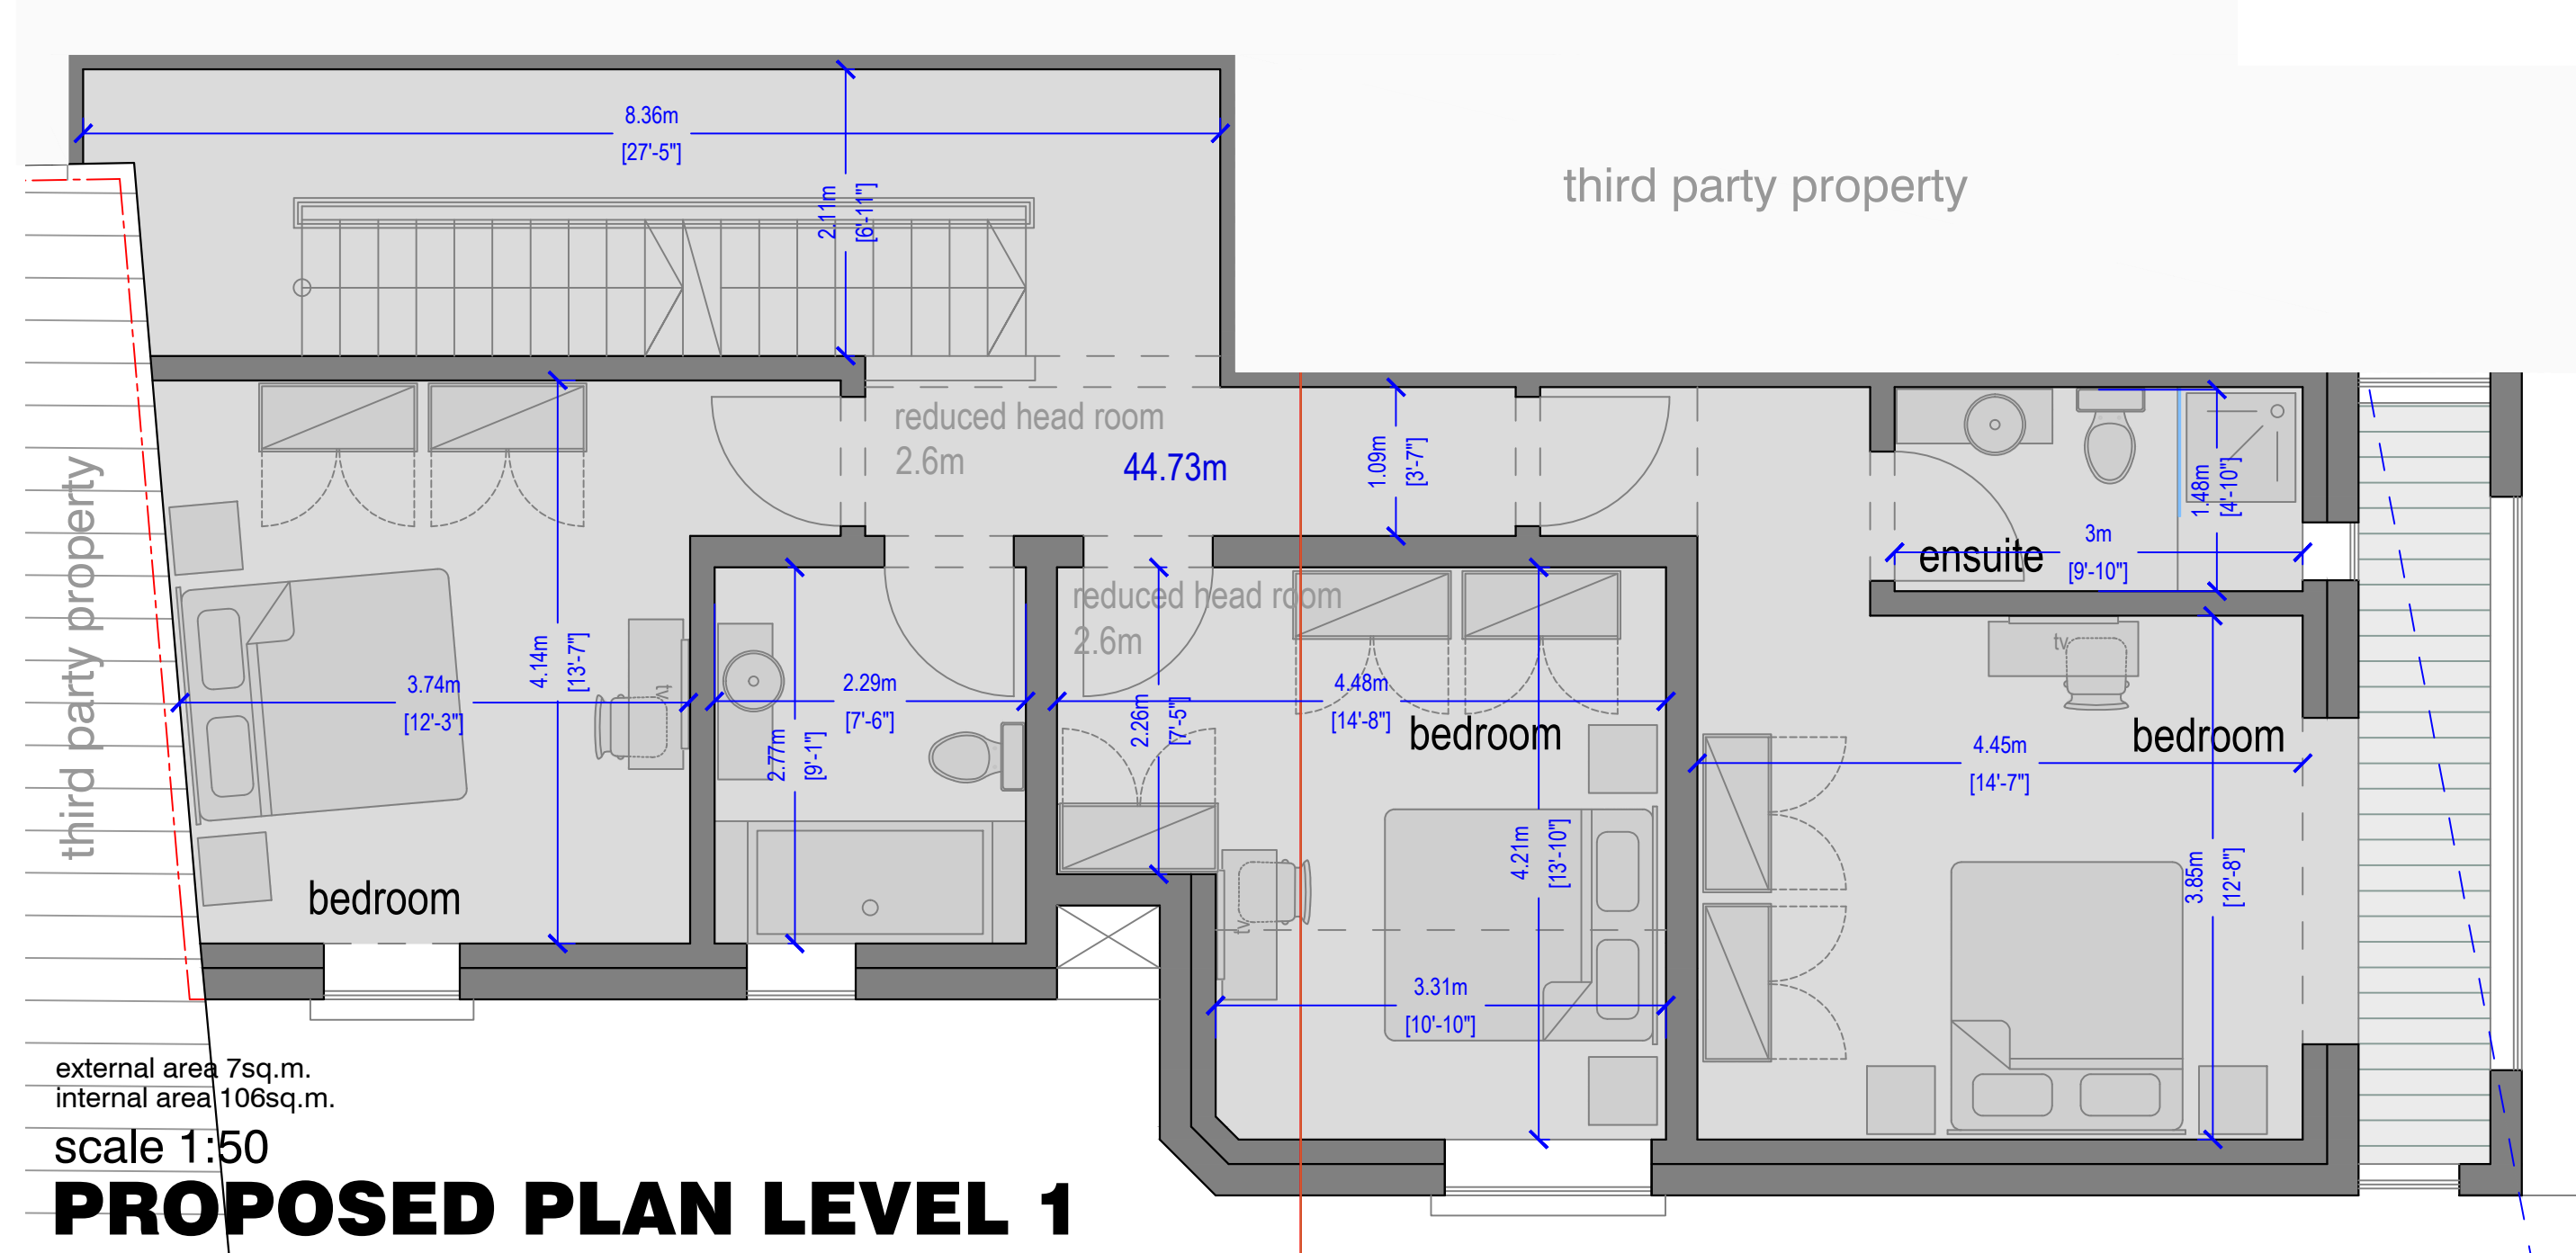 8.36m
[27'-5"]
2.11m
[6'-11"]
third party property
reduced head room
2.6m
44.73m
1.09m
[3'-7"]
1.48m
[4'-10"]
ensuite
3m
[9'-10"]
third party property
4.14m
[13'-7"]
3.74m
[12'-3"]
tv
2.29m
[7'-6"]
2.77m
[9'-1"]
reduced head room
2.6m
2.26m
[7'-5"]
4.48m
[14'-8"]
bedroom
tv
bedroom
4.45m
[14'-7"]
4.21m
[13'-10"]
3.85m
[12'-8"]
bedroom
tv
3.31m
[10'-10"]
external area 7sq.m.
internal area 106sq.m.
scale 1:50
PROPOSED PLAN LEVEL 1